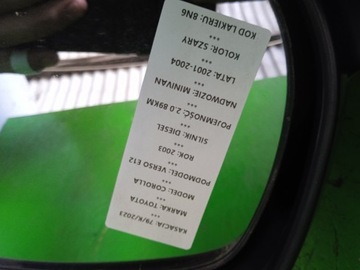 KASACJA: 79/K/2023
***
MARKA: TOYOTA
***
MODEL: COROLLA
***
PODMODEL: VERSO E12
***
ROK: 2003
***
SILNIK: DIESEL
***
POJEMNOŚĆ: 2.0 89KM
***
NADWOZIE: MINIVAN
***
LATA: 2001-2004
***
KOLOR: SZARY
***
KOD LAKIERU: 8N6